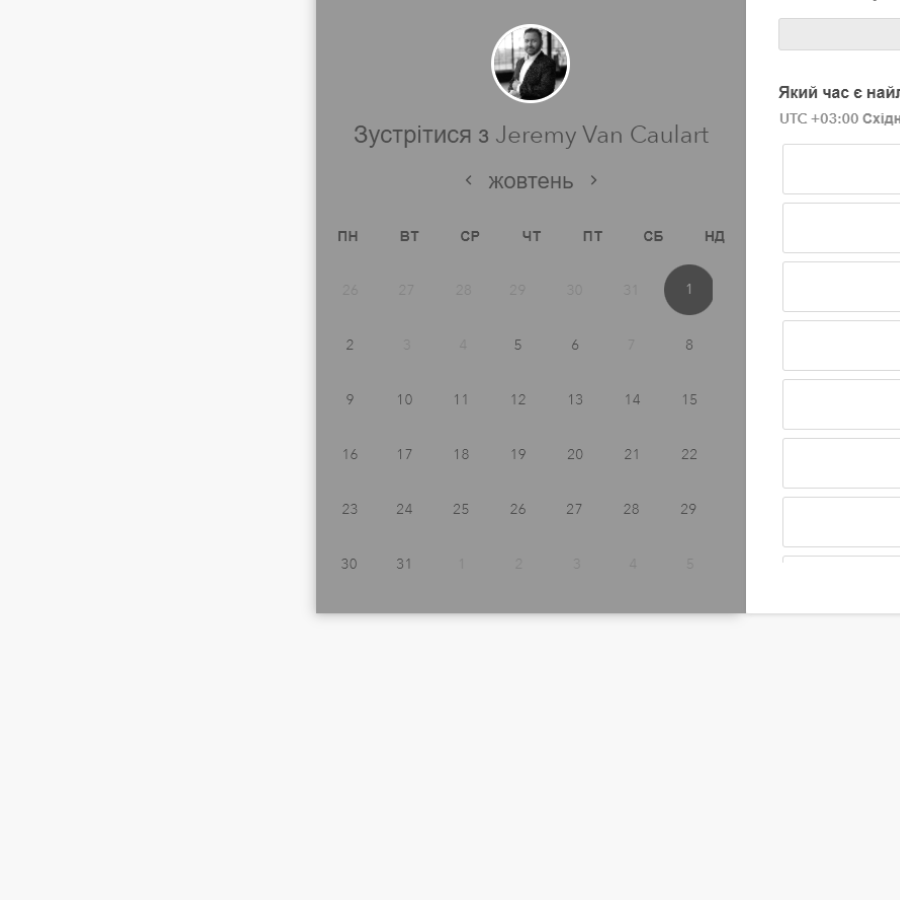 Зустрітися з Jeremy Van Caulart
жовтень
ПН ВТ СР ЧТ ПТ СБ НД
26 27 28 29 30 31 1
2 3 4 5 6 7 8
9 10 11 12 13 14 15
16 17 18 19 20 21 22
23 24 25 26 27 28 29
30 31 1 2 3 4 5
Який час є
UTC +03:00